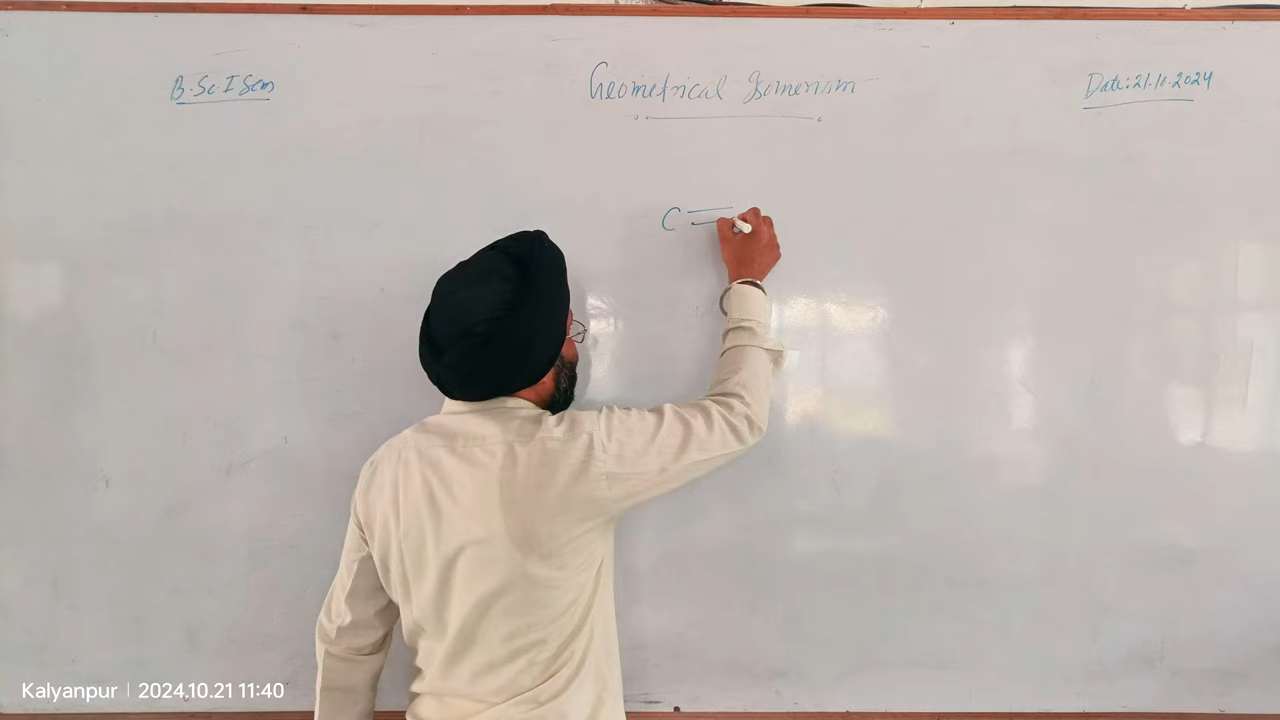 B.Sc. I Sem
Geometrical Isomerism
Date: 21.10.2024
C =
Kalyanpur | 2024.10.21 11:40